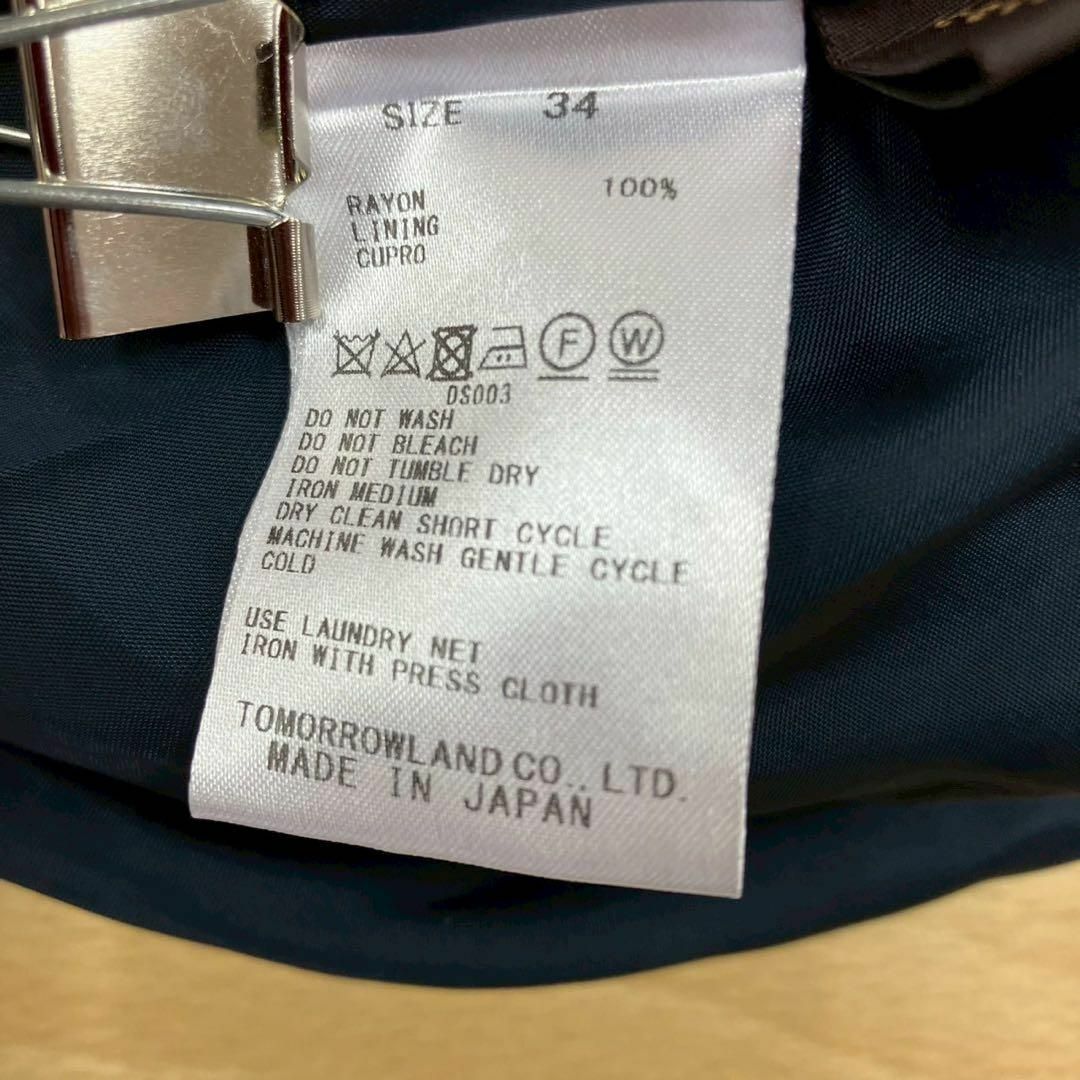 SIZE 34
RAYON 100%
LINING
CUPRO
F W
DS003
DO NOT WASH
DO NOT BLEACH
DO NOT TUMBLE DRY
IRON MEDIUM
DRY CLEAN SHORT CYCLE
MACHINE WASH GENTLE CYCLE
COLD
USE LAUNDRY NET
IRON WITH PRESS CLOTH
TOMORROWLAND CO., LTD.
MADE IN JAPAN